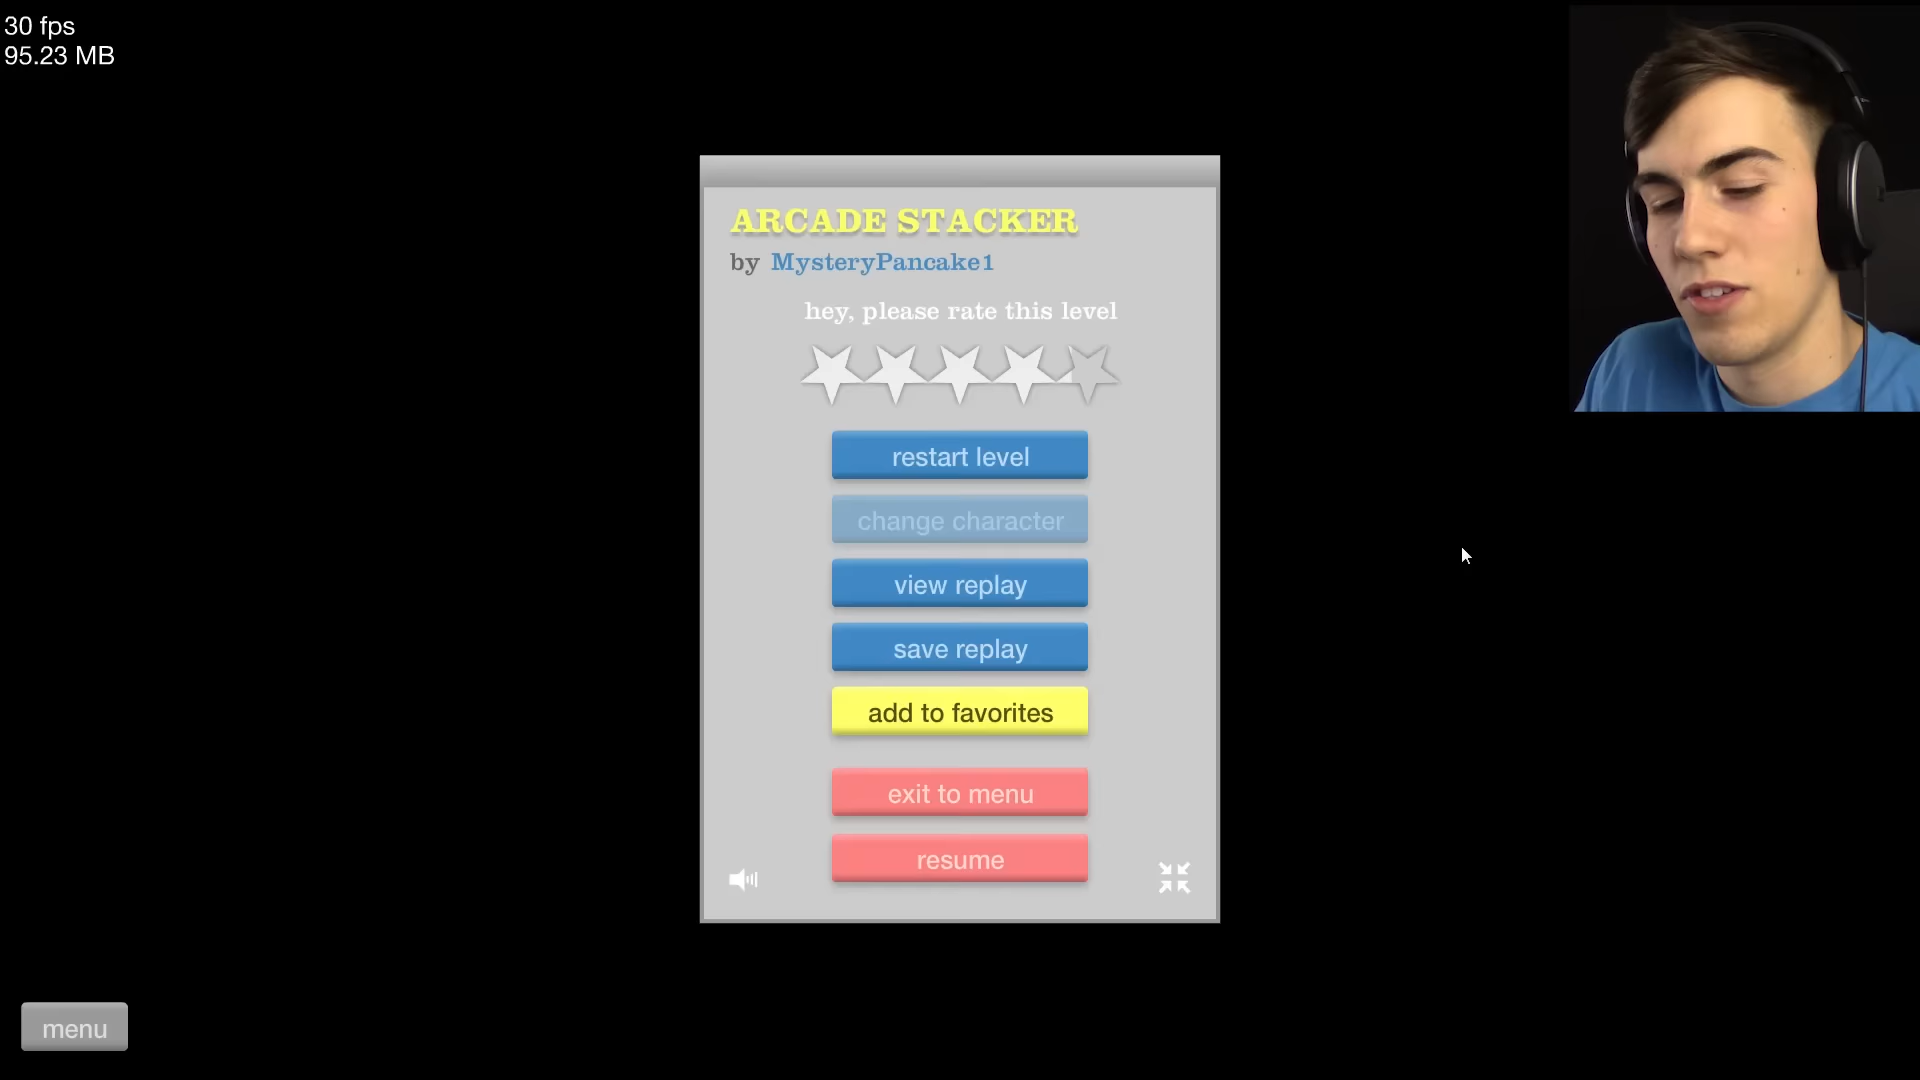 30 fps
95.23 MB
ARCADE STACKER
by MysteryPancake1
hey, please rate this level
restart level
change character
view replay
save replay
add to favorites
exit to menu
resume
menu